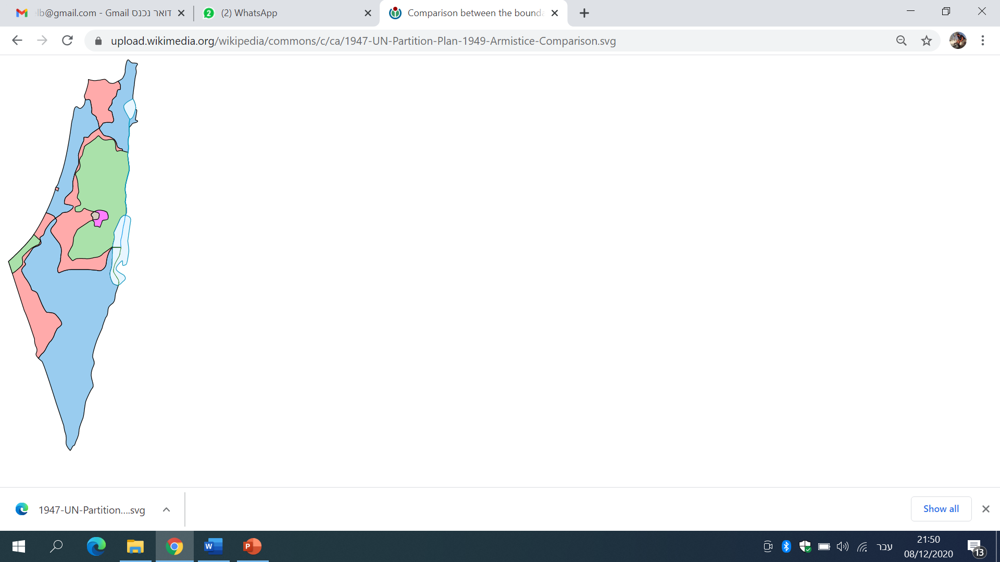 lb@gmail.com - Gmail דואר נכנס
2 (2) WhatsApp
Comparison between the bounda
upload.wikimedia.org/wikipedia/commons/c/ca/1947-UN-Partition-Plan-1949-Armistice-Comparison.svg
1947-UN-Partition....svg
Show all
W
P
עבר
21:50
08/12/2020
13